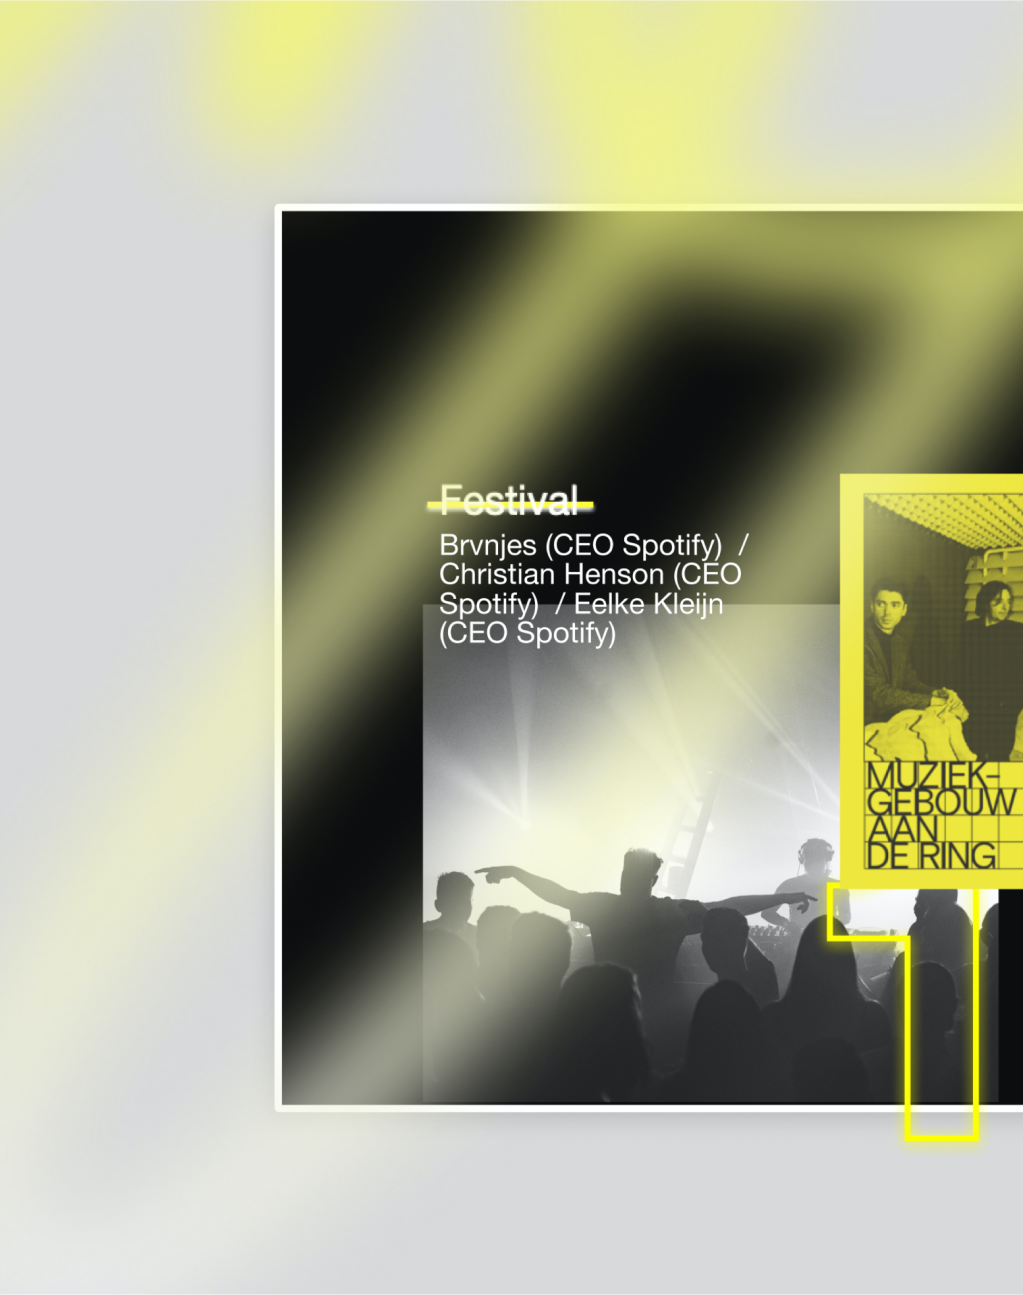 Festival
Brvnjes (CEO Spotify)  /
Christian Henson (CEO
Spotify)  / Eelke Kleijn
(CEO Spotify)
MUZIEK-
GEBOUW
AAN
DE RING